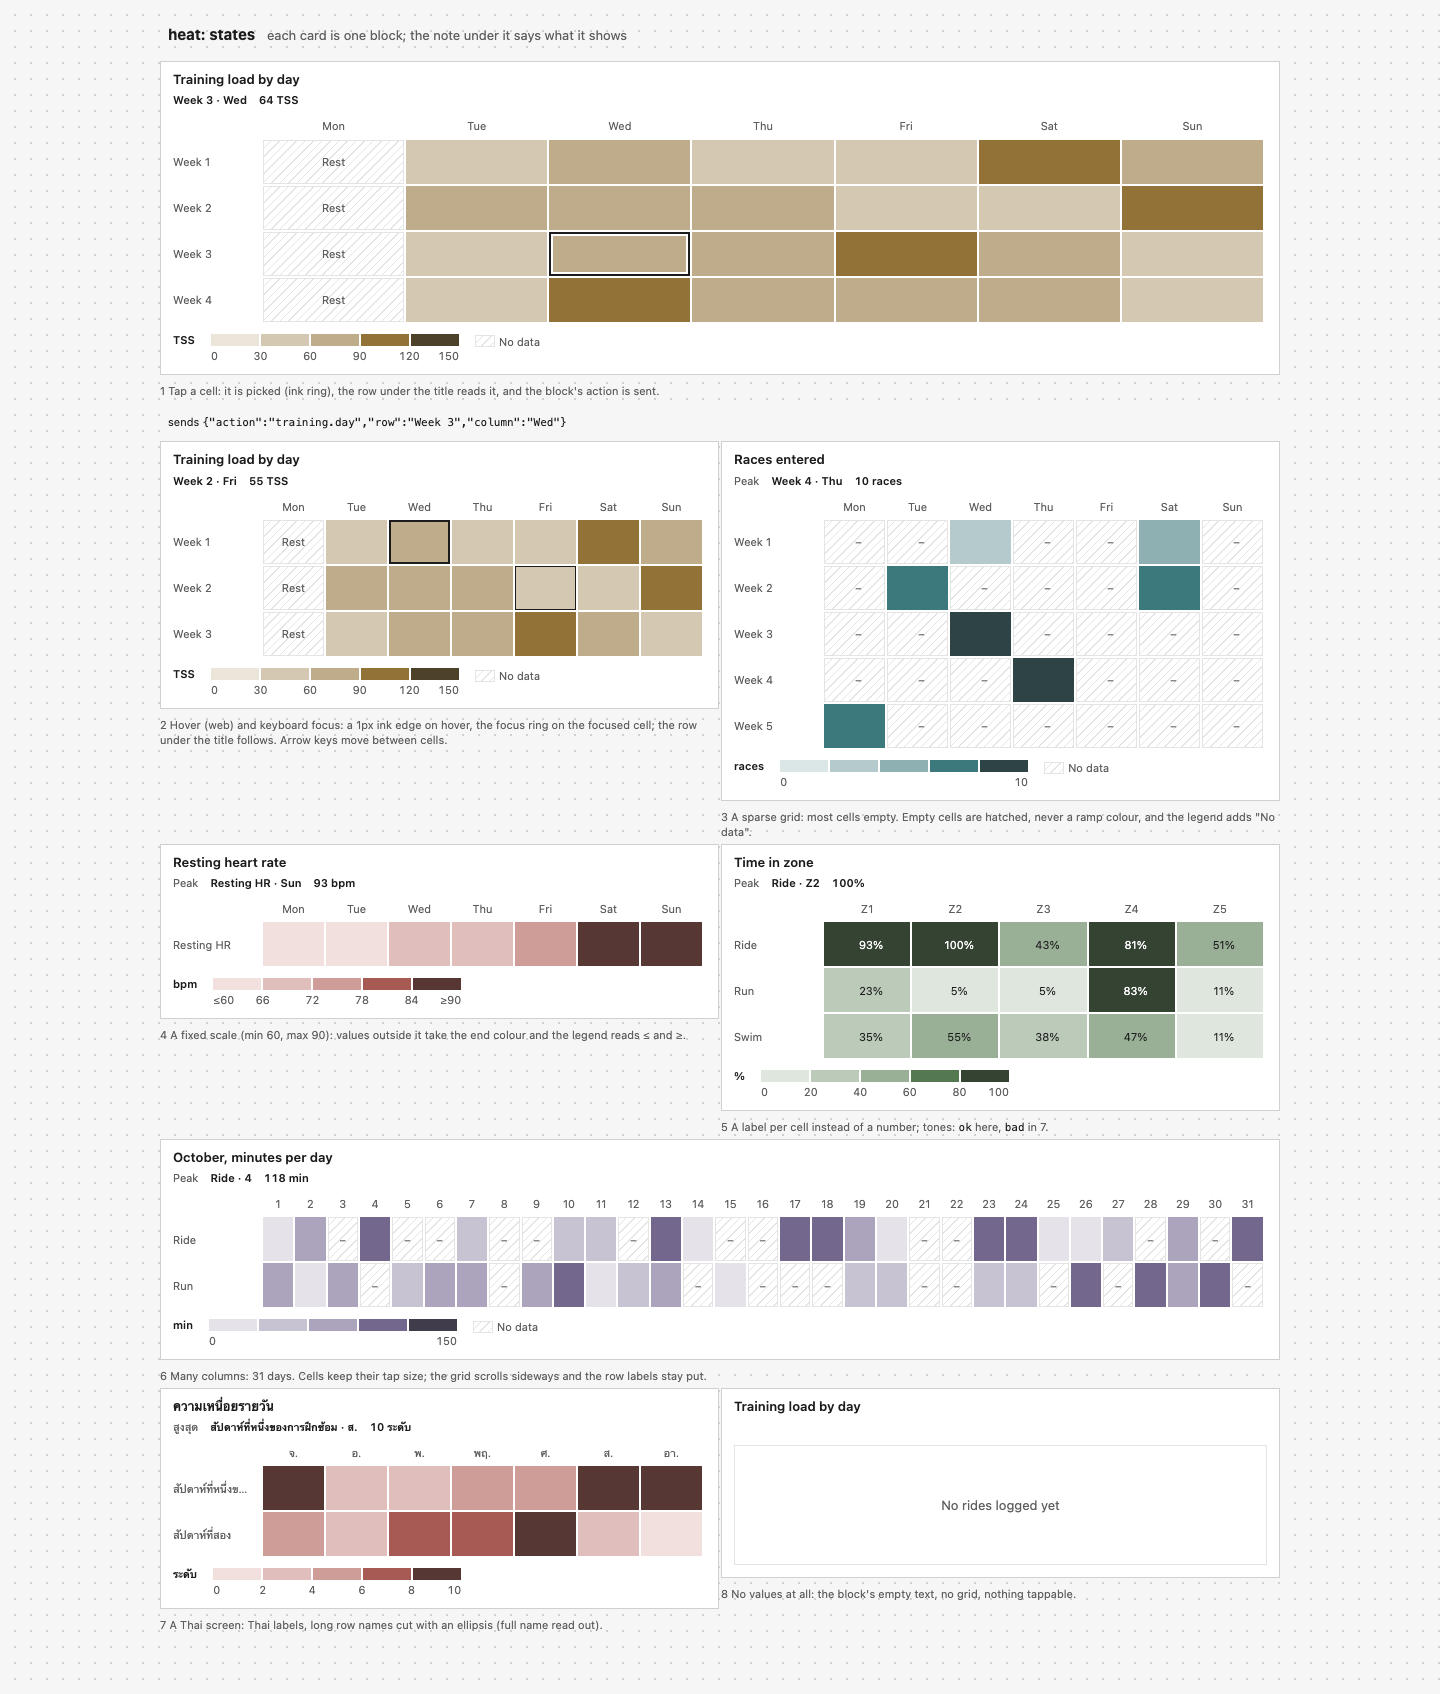 heat: states each card is one block; the note under it says what it shows
Training load by day
Week 3 · Wed 64 TSS
Mon Tue Wed Thu Fri Sat Sun
Week 1 Rest
Week 2 Rest
Week 3 Rest
Week 4 Rest
TSS No data
0 30 60 90 120 150
1 Tap a cell: it is picked (ink ring), the row under the title reads it, and the block's action is sent.
sends {"action":"training.day","row":"Week 3","column":"Wed"}
Training load by day
Week 2 · Fri 55 TSS
Mon Tue Wed Thu Fri Sat Sun
Week 1 Rest
Week 2 Rest
Week 3 Rest
TSS No data
0 30 60 90 120 150
2 Hover (web) and keyboard focus: a 1px ink edge on hover, the focus ring on the focused cell; the row
under the title follows. Arrow keys move between cells.
Races entered
Peak Week 4 · Thu 10 races
Mon Tue Wed Thu Fri Sat Sun
Week 1 – – – – –
Week 2 – – – – –
Week 3 – – – – – –
Week 4 – – – – – –
Week 5 – – – – – –
races No data
0 10
3 A sparse grid: most cells empty. Empty cells are hatched, never a ramp colour, and the legend adds "No
data".
Resting heart rate
Peak Resting HR · Sun 93 bpm
Mon Tue Wed Thu Fri Sat Sun
Resting HR
bpm
≤60 66 72 78 84 ≥90
4 A fixed scale (min 60, max 90): values outside it take the end colour and the legend reads ≤ and ≥.
Time in zone
Peak Ride · Z2 100%
Z1 Z2 Z3 Z4 Z5
Ride 93% 100% 43% 81% 51%
Run 23% 5% 5% 83% 11%
Swim 35% 55% 38% 47% 11%
%
0 20 40 60 80 100
5 A label per cell instead of a number; tones: ok here, bad in 7.
October, minutes per day
Peak Ride · 4 118 min
1 2 3 4 5 6 7 8 9 10 11 12 13 14 15 16 17 18 19 20 21 22 23 24 25 26 27 28 29 30 31
Ride – – – – – – – – – – – –
Run – – – – – – – – – – –
min No data
0 150
6 Many columns: 31 days. Cells keep their tap size; the grid scrolls sideways and the row labels stay put.
ความเหนื่อยรายวัน
สูงสุด สัปดาห์ที่หนึ่งของการฝึกซ้อม · ส. 10 ระดับ
จ. อ. พ. พฤ. ศ. ส. อา.
สัปดาห์ที่หนึ่งข...
สัปดาห์ที่สอง
ระดับ
0 2 4 6 8 10
7 A Thai screen: Thai labels, long row names cut with an ellipsis (full name read out).
Training load by day
No rides logged yet
8 No values at all: the block's empty text, no grid, nothing tappable.